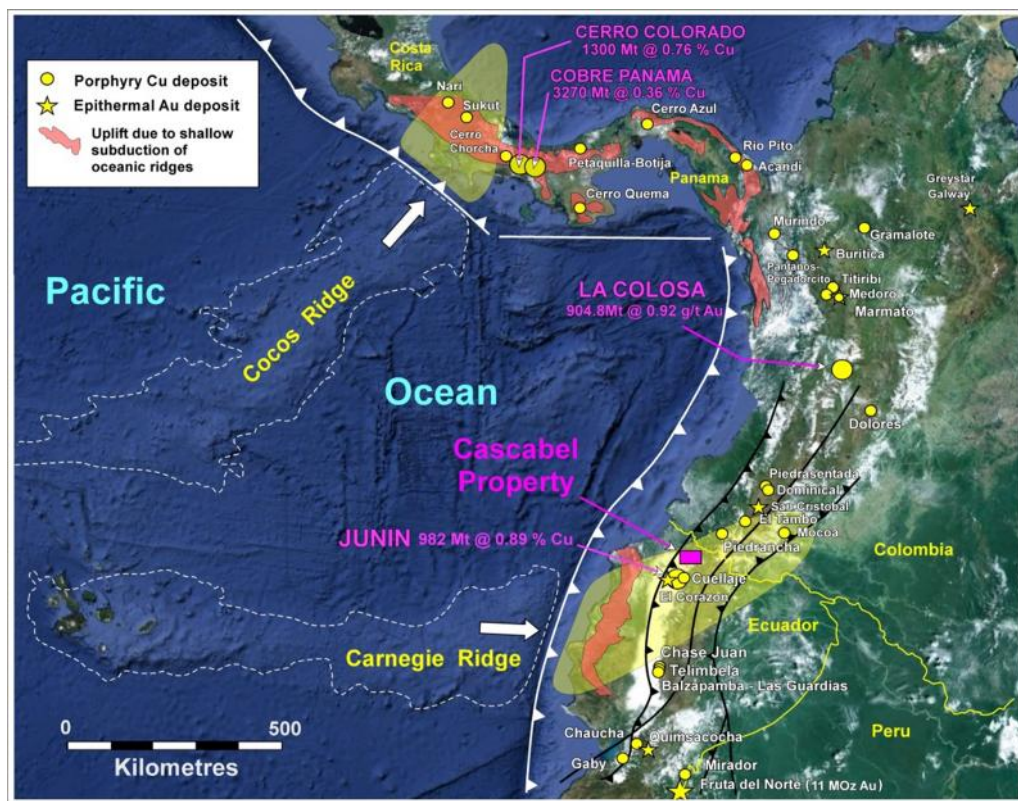 Porphyry Cu deposit
Epithermal Au deposit
Uplift due to shallow
subduction of
oceanic ridges
Costa
Rica
CERRO COLORADO
1300 Mt @ 0.76 % Cu
COBRE PANAMA
3270 Mt @ 0.36 % Cu
Nari
Sukut
Cerro
Chorcha
Cerro Azul
Petaquilla-Botija
Rio Pito
Acandi
Panama
Cerro Quema
Greystar
Galway
Murindo
Gramalote
Buritica
Pantanos-
Pegadorcito
Titiribi
Medoro
Marmato
Pacific
Cocos Ridge
LA COLOSA
904.8Mt @ 0.92 g/t Au
Ocean
Dolores
Cascabel
Property
Piedrasentada
Dominical
San Cristobal
El Tambo
Mocoa
Piedrancha
JUNIN 982 Mt @ 0.89 % Cu
Colombia
Cuellaje
El Corazón
Ecuador
Carnegie Ridge
Chase Juan
Telimbela
Balzapamba - Las Guardias
0
500
Kilometres
Chaucha
Quimsacocha
Peru
Gaby
Mirador
Fruta del Norte (11 MOz Au)